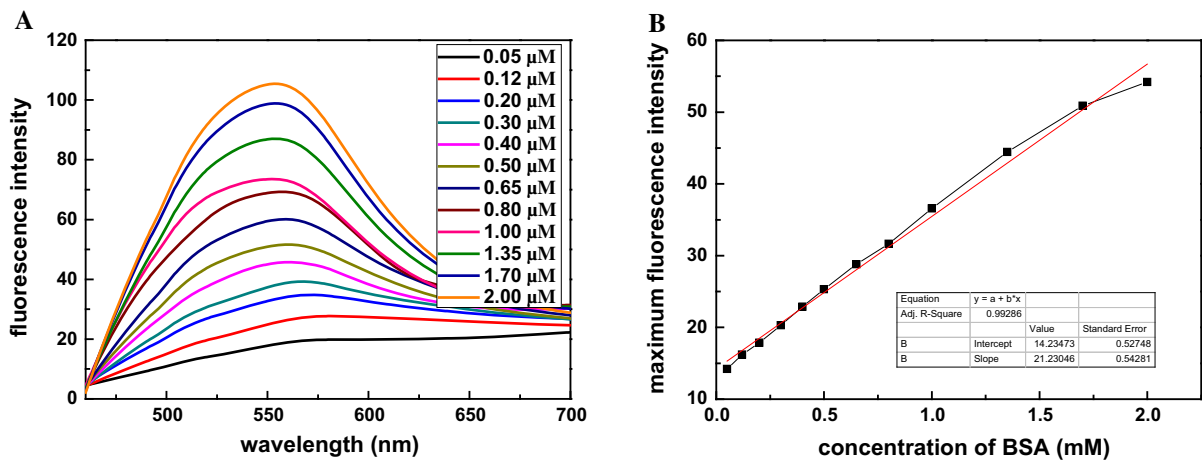 A
fluorescence intensity
120
100
80
60
40
20
0
500
550
600
650
700
wavelength (nm)
0.05 µM
0.12 µM
0.20 µM
0.30 µM
0.40 µM
0.50 µM
0.65 µM
0.80 µM
1.00 µM
1.35 µM
1.70 µM
2.00 µM
B
maximum fluorescence intensity
60
50
40
30
20
10
0.0
0.5
1.0
1.5
2.0
concentration of BSA (mM)
Equation y = a + b*x
Adj. R-Square 0.99286
Value Standard Error
B Intercept 14.23473 0.52748
B Slope 21.23046 0.54281